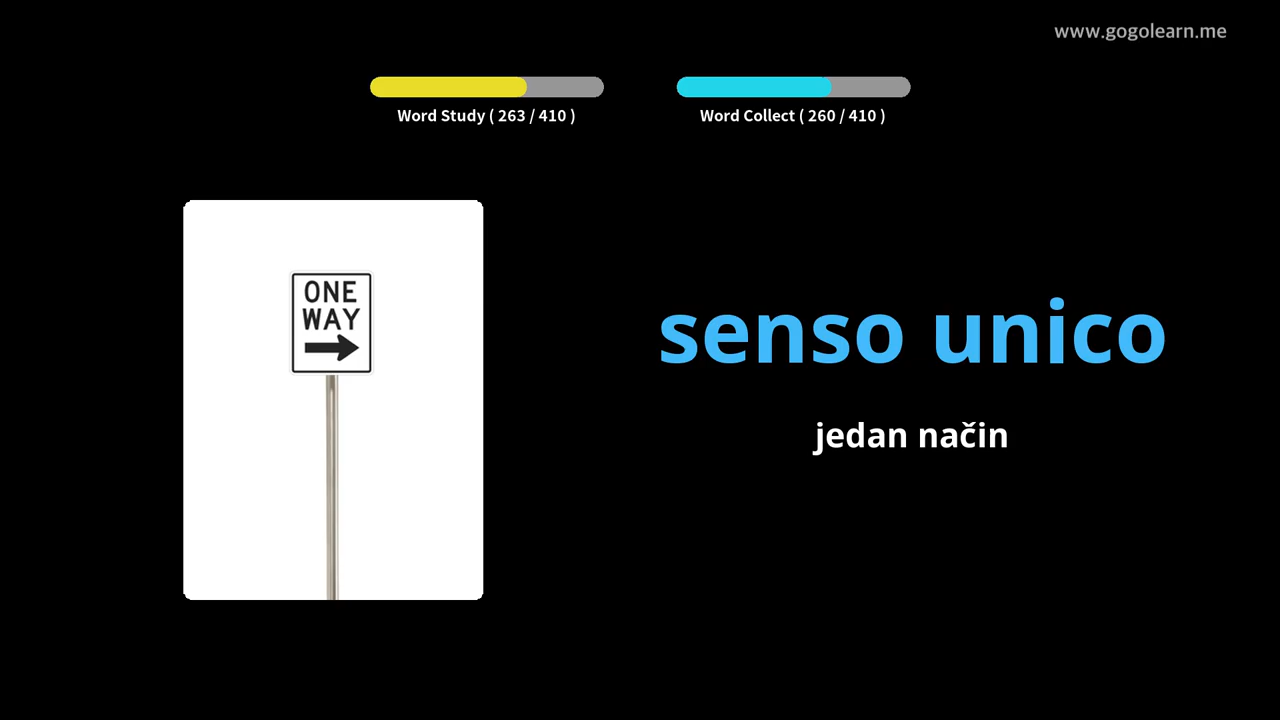 www.gogolearn.me
Word Study ( 263 / 410 )
Word Collect ( 260 / 410 )
ONE
WAY
senso unico
jedan način